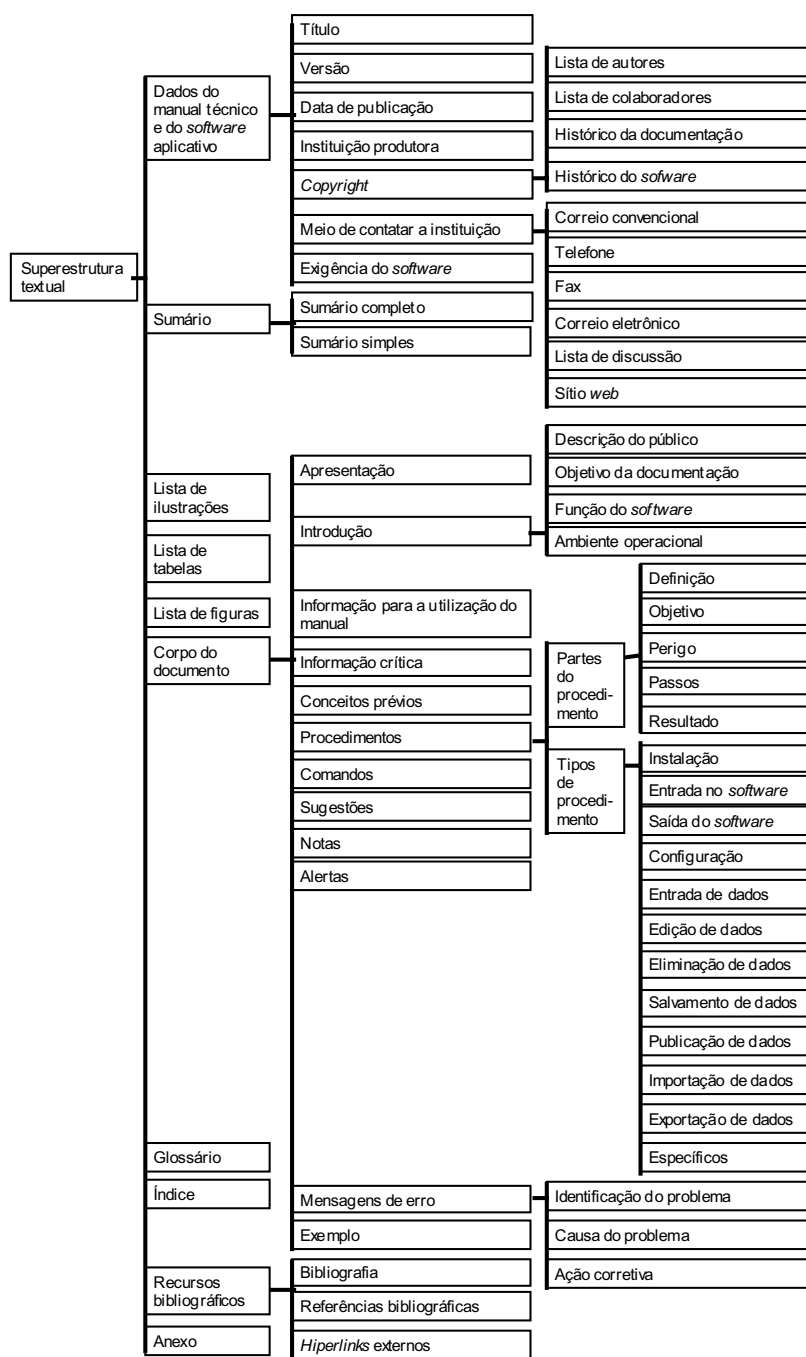 Superestrutura
textual
Dados do
manual técnico
e do software
aplicativo
Título
Versão
Data de publicação
Instituição produtora
Copyright
Lista de autores
Lista de colaboradores
Histórico da documentação
Histórico do sofware
Meio de contatar a instituição
Correio convencional
Telefone
Fax
Correio eletrônico
Lista de discussão
Sítio web
Exigência do software
Sumário
Sumário completo
Sumário simples
Lista de
ilustrações
Lista de
tabelas
Lista de figuras
Corpo do
documento
Apresentação
Introdução
Descrição do público
Objetivo da documentação
Função do software
Ambiente operacional
Informação para a utilização do
manual
Informação crítica
Conceitos prévios
Procedimentos
Partes
do
procedi-
mento
Definição
Objetivo
Perigo
Passos
Resultado
Tipos
de
procedi-
mento
Instalação
Entrada no software
Saída do software
Configuração
Entrada de dados
Edição de dados
Eliminação de dados
Salvamento de dados
Publicação de dados
Importação de dados
Exportação de dados
Específicos
Comandos
Sugestões
Notas
Alertas
Mensagens de erro
Identificação do problema
Causa do problema
Ação corretiva
Exemplo
Glossário
Índice
Recursos
bibliográficos
Bibliografia
Referências bibliográficas
Hiperlinks externos
Anexo